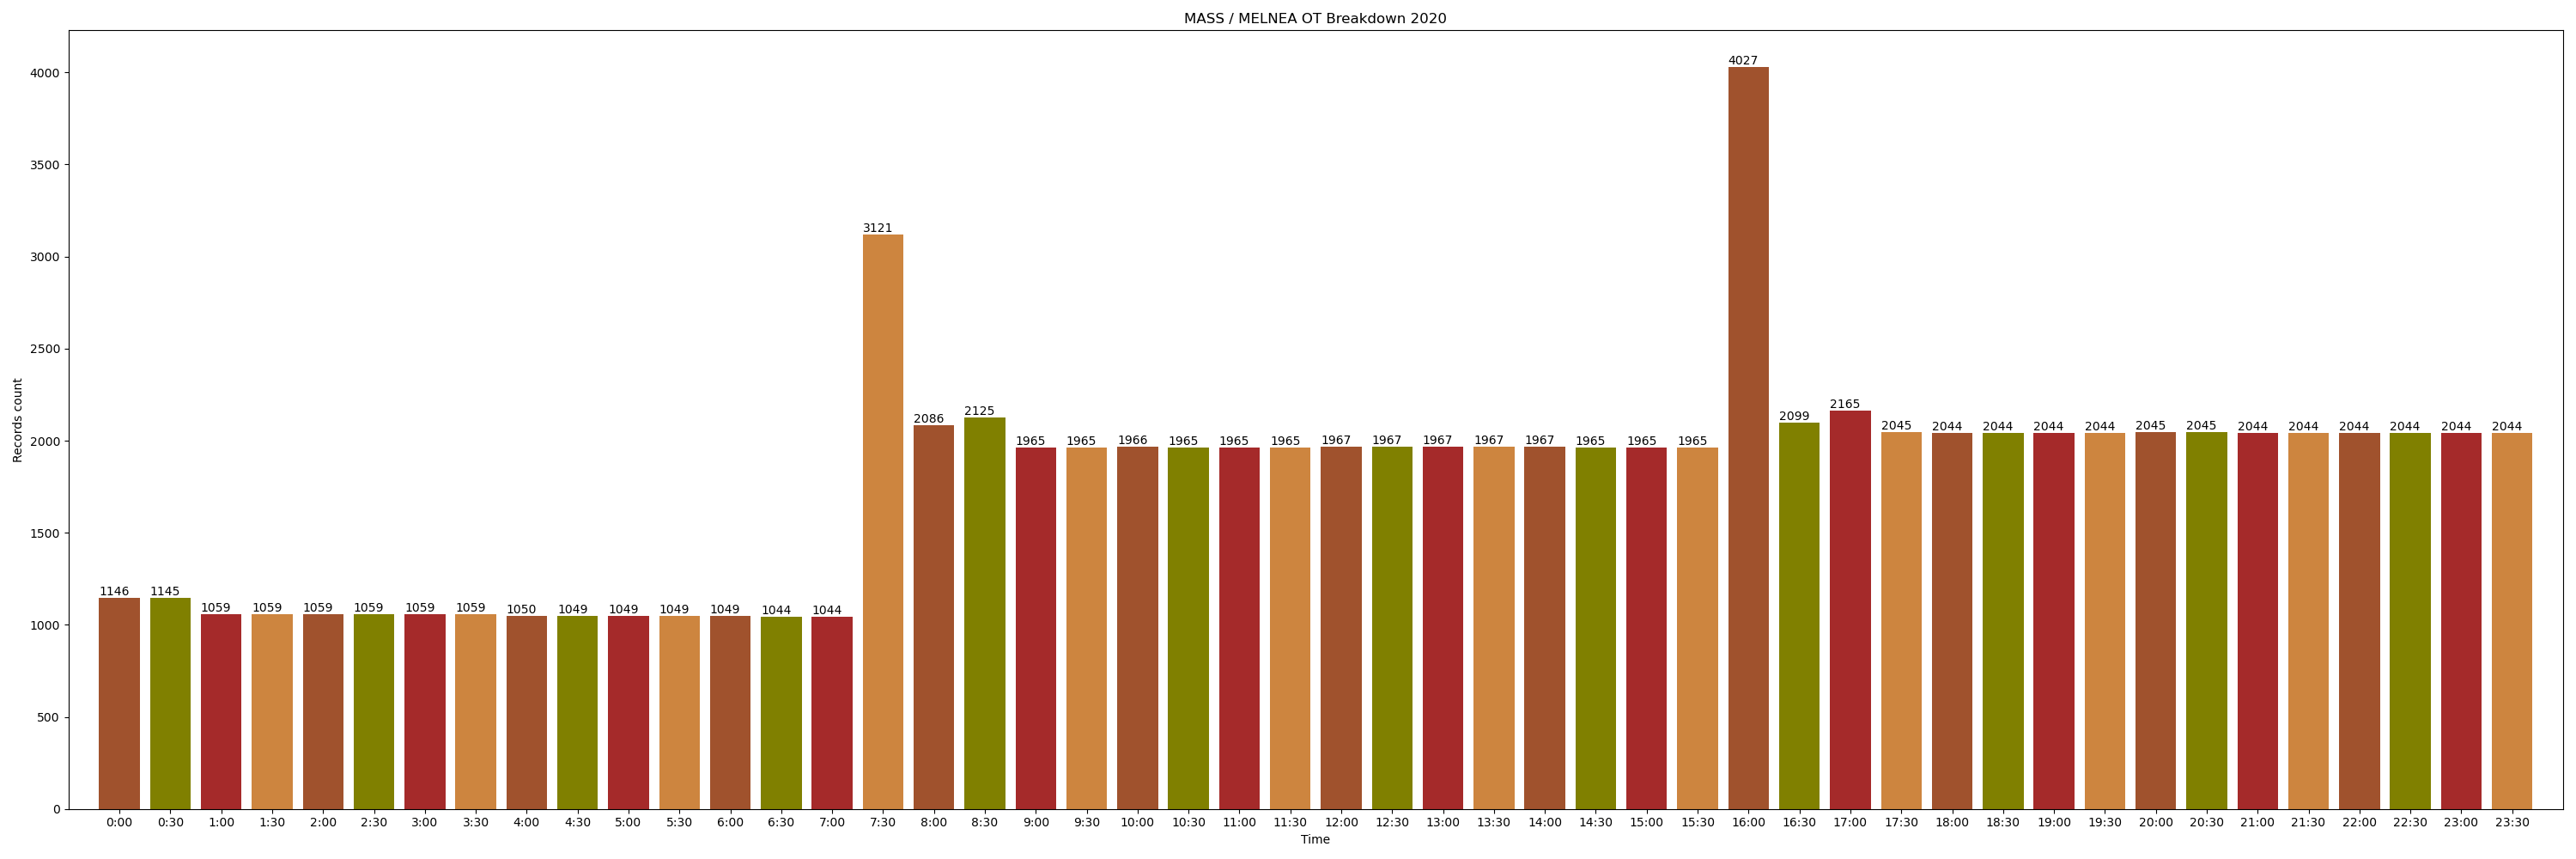 MASS / MELNEA OT Breakdown 2020
4000
3500
3000
2500
2000
1500
1000
500
0
Records count
1146 1145 1059 1059 1059 1059 1059 1059 1050 1049 1049 1049 1049 1044 1044 3121 2086 2125 1965 1965 1966 1965 1965 1965 1967 1967 1967 1967 1967 1965 1965 1965 4027 2099 2165 2045 2044 2044 2044 2044 2045 2045 2044 2044 2044 2044 2044 2044
0:00 0:30 1:00 1:30 2:00 2:30 3:00 3:30 4:00 4:30 5:00 5:30 6:00 6:30 7:00 7:30 8:00 8:30 9:00 9:30 10:00 10:30 11:00 11:30 12:00 12:30 13:00 13:30 14:00 14:30 15:00 15:30 16:00 16:30 17:00 17:30 18:00 18:30 19:00 19:30 20:00 20:30 21:00 21:30 22:00 22:30 23:00 23:30
Time